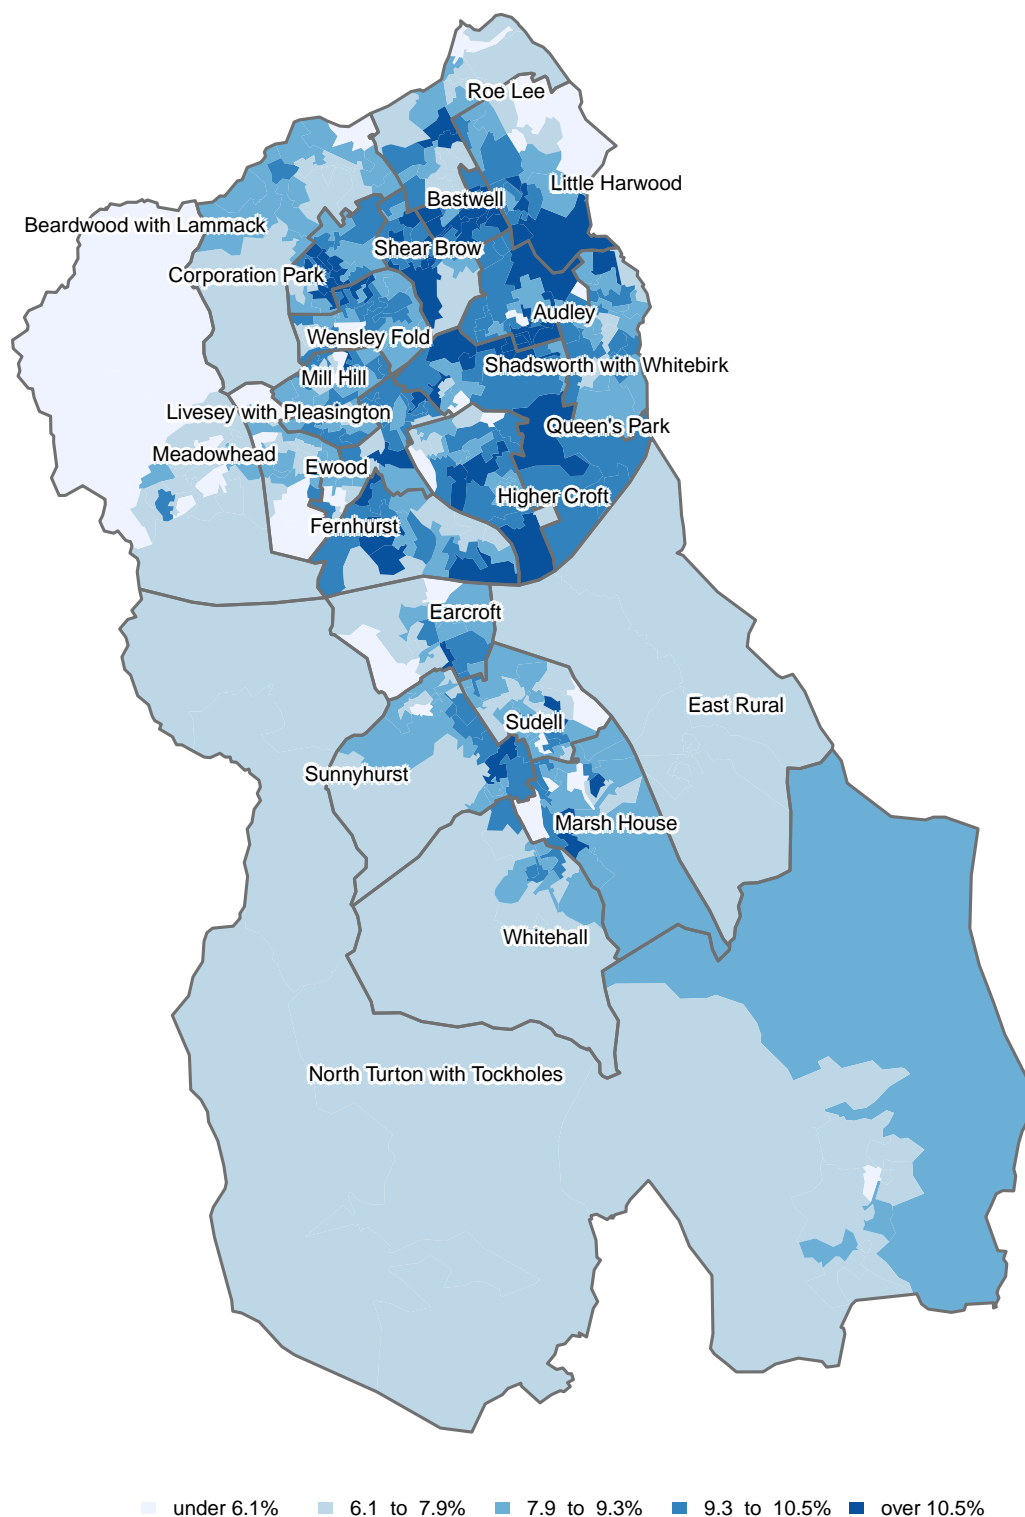 Roe Lee
Little Harwood
Bastwell
Beardwood with Lammack
Shear Brow
Corporation Park
Audley
Wensley Fold
Shadsworth with Whitebirk
Mill Hill
Livesey with Pleasington
Queen's Park
Meadowhead
Ewood
Higher Croft
Fernhurst
Earcroft
East Rural
Sudell
Sunnyhurst
Marsh House
Whitehall
North Turton with Tockholes
under 6.1% 6.1 to 7.9% 7.9 to 9.3% 9.3 to 10.5% over 10.5%